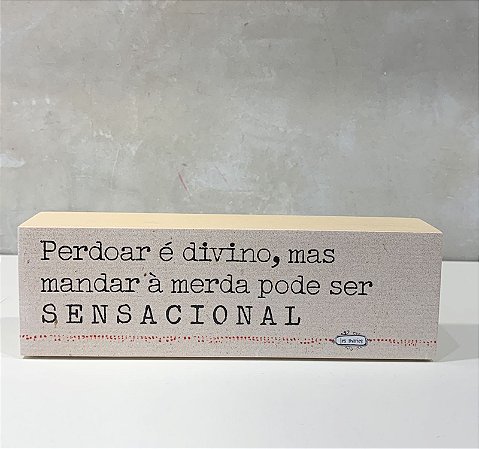 Perdoar é divino, mas
mandar à merda pode ser
SENSACIONAL